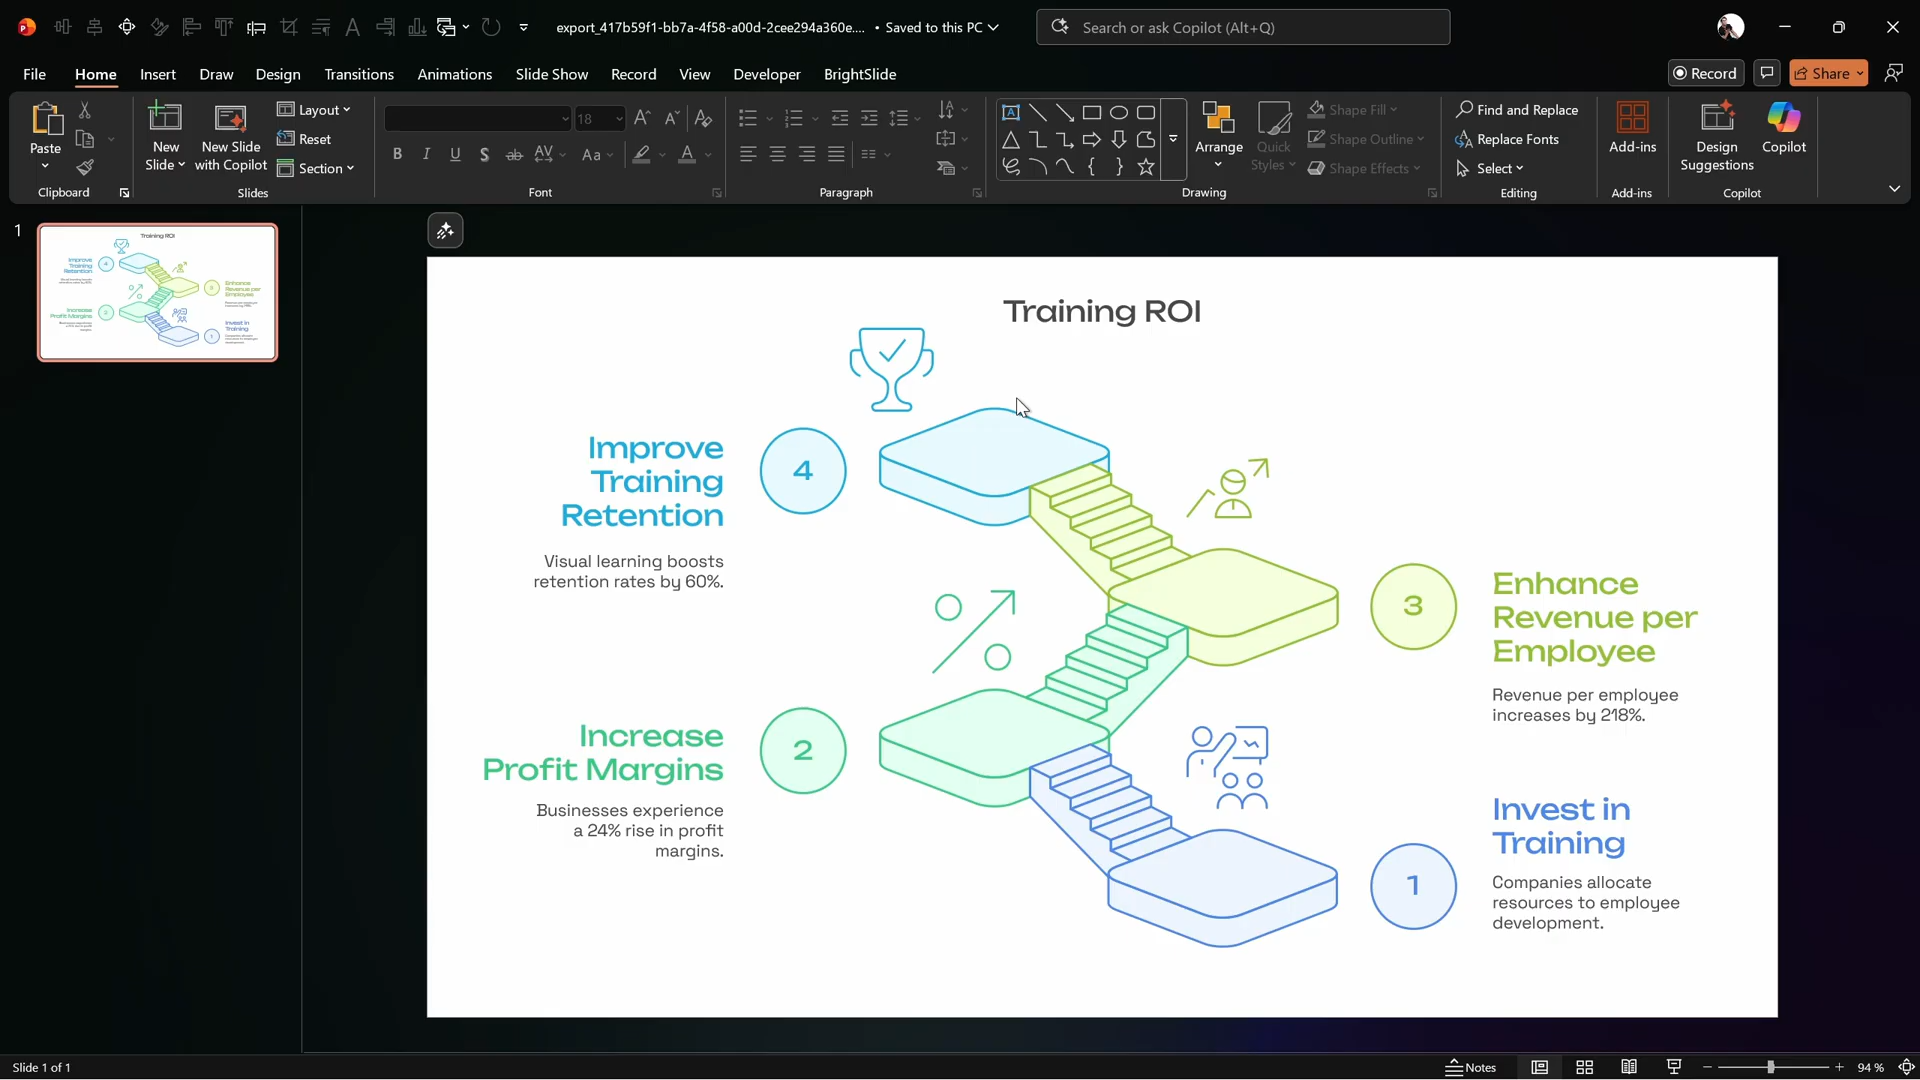 export_417b59f1-bb7a-4f58-a00d-2cee294a360e.... • Saved to this PC
Search or ask Copilot (Alt+Q)
File Home Insert Draw Design Transitions Animations Slide Show Record View Developer BrightSlide
Record Share
Paste
Clipboard
New Slide
New Slide with Copilot
Layout
Reset
Section
Slides
18
Font
Paragraph
Arrange
Quick Styles
Shape Fill
Shape Outline
Shape Effects
Drawing
Find and Replace
Replace Fonts
Select
Editing
Add-ins
Add-ins
Design Suggestions
Copilot
Copilot
1
Training ROI
Improve
Training
Retention
4
Visual learning boosts
retention rates by 60%.
3
Enhance
Revenue per
Employee
Revenue per employee
increases by 218%.
Increase
Profit Margins
2
Businesses experience
a 24% rise in profit
margins.
1
Invest in
Training
Companies allocate
resources to employee
development.
Slide 1 of 1
Notes
94 %